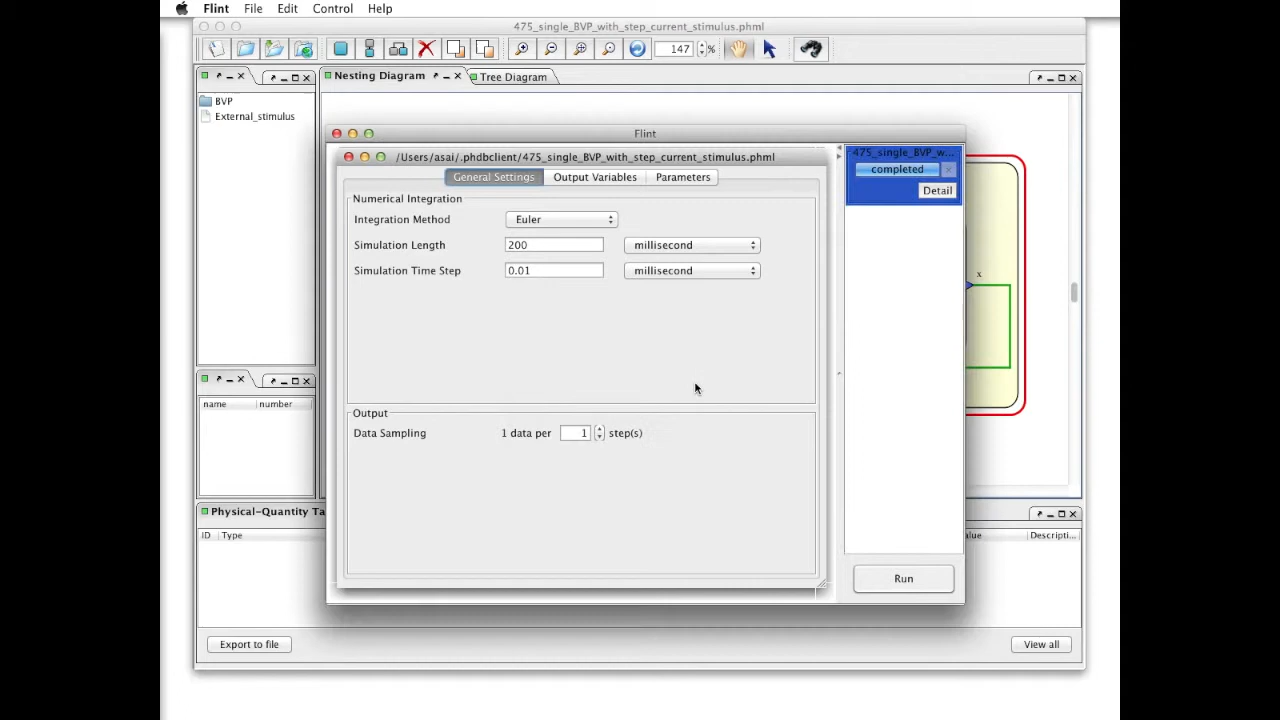 Flint File Edit Control Help
475_single_BVP_with_step_current_stimulus.phml
147 %
Nesting Diagram
Tree Diagram
BVP
External_stimulus
Flint
/Users/asai/.phdbclient/475_single_BVP_with_step_current_stimulus.phml
475_single_BVP_w...
completed
Detail
General Settings Output Variables Parameters
Numerical Integration
Integration Method Euler
Simulation Length 200 millisecond
Simulation Time Step 0.01 millisecond
x
name number
Output
Data Sampling 1 data per 1 step(s)
Physical-Quantity Ta
ID Type
alue Descripti...
Run
Export to file
View all